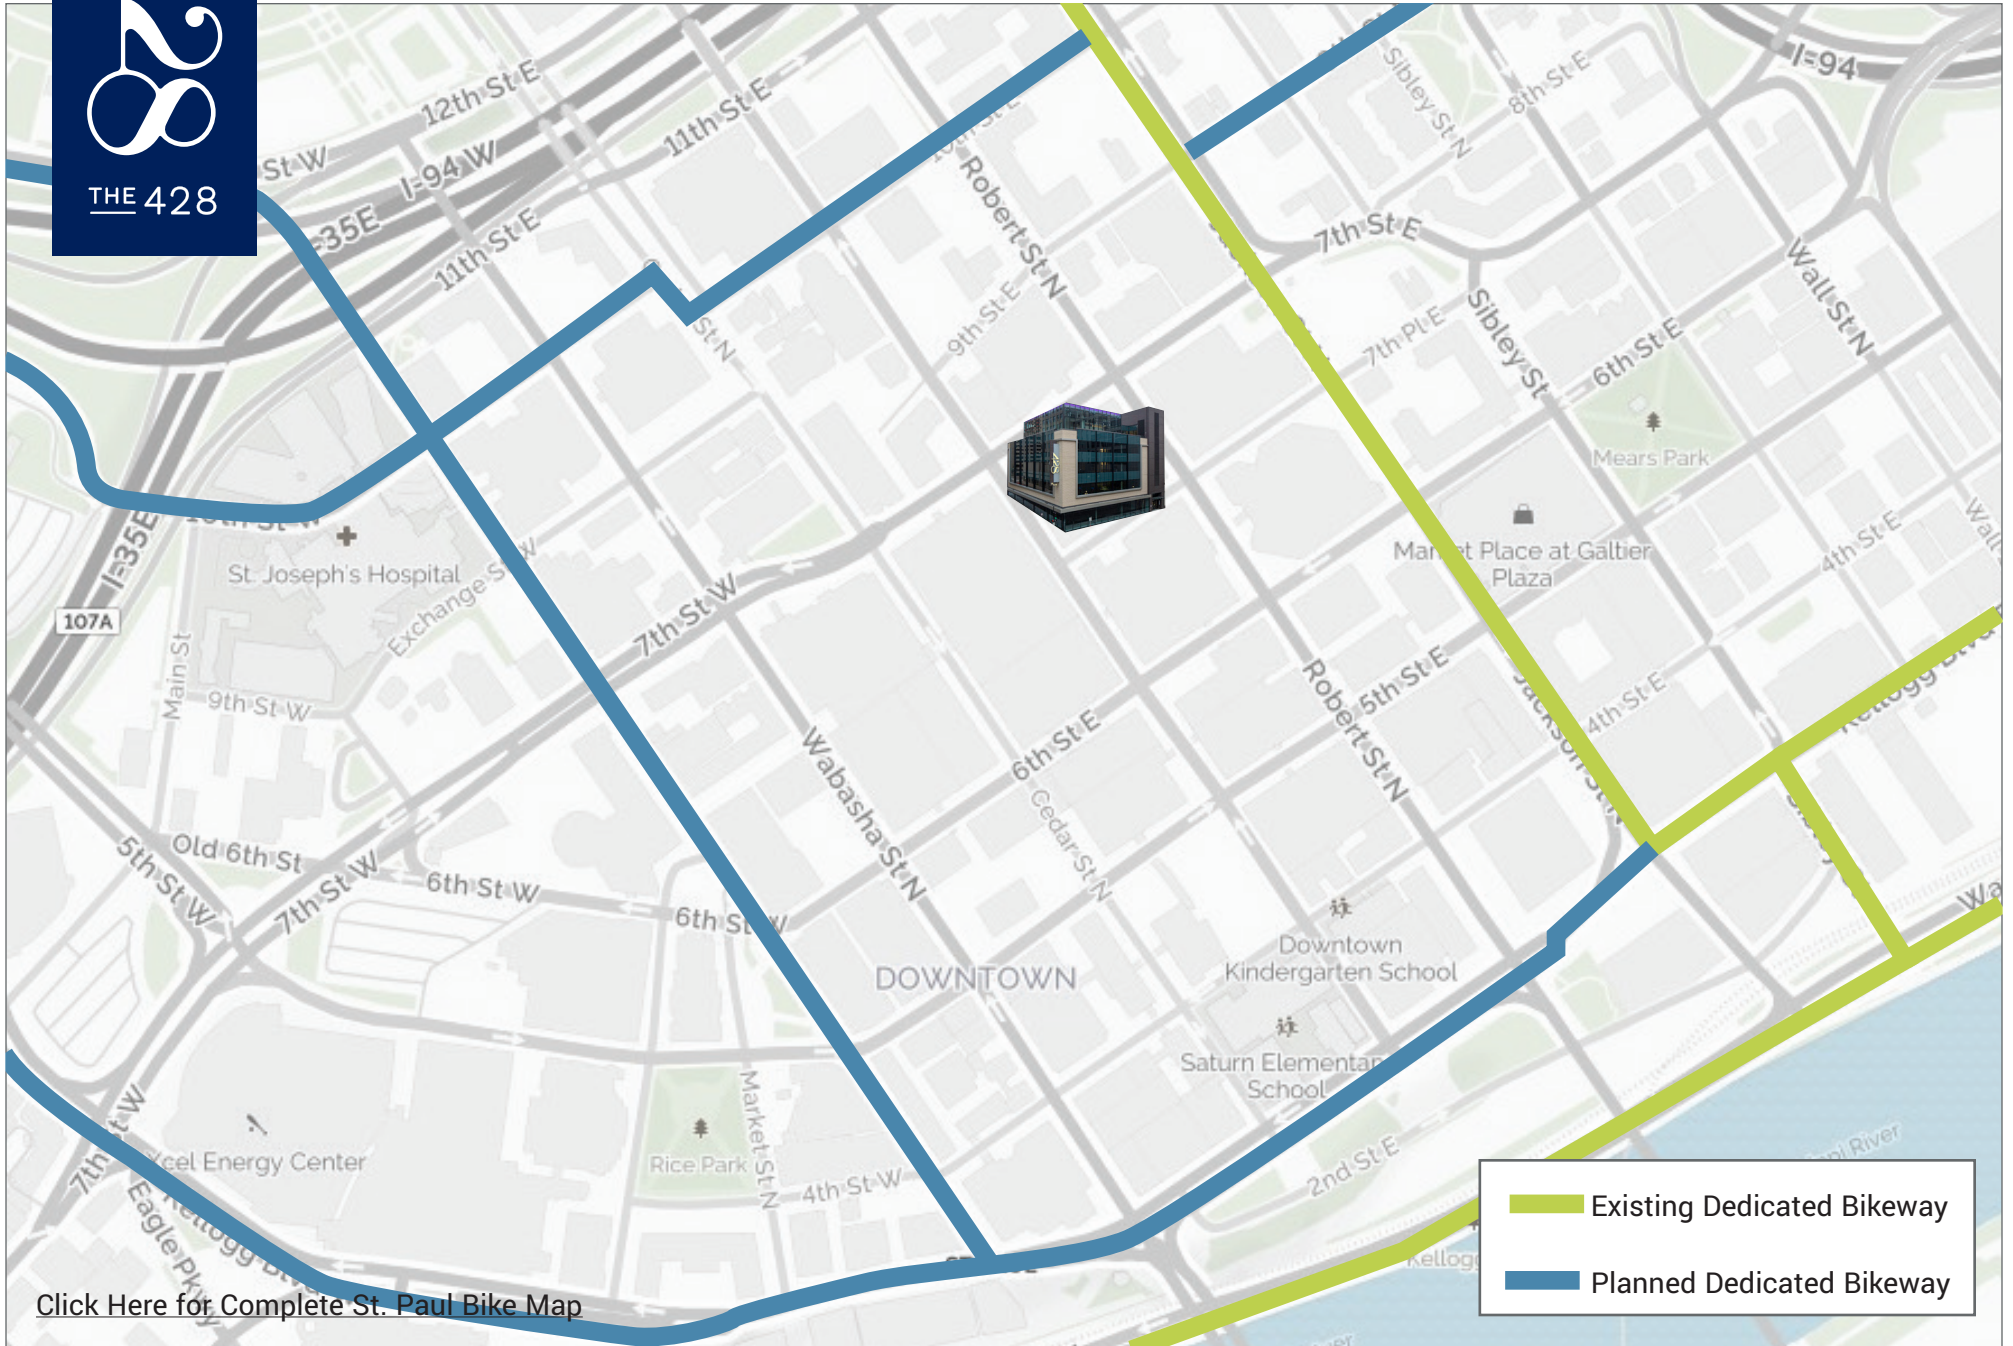 THE 428
12th St E
St W
I-94 W
11th St E
I-94
Sibley St N
8th St E
35E
11th St E
Robert St N
7th St E
Wall St N
9th St E
7th Pl E
Sibley St
6th St E
St N
Mears Park
I-35E
St. Joseph's Hospital
Exchange St W
107A
7th St W
Market Place at Galtier
Plaza
4th St E
Wall
Main St
9th St W
Robert St N
5th St E
Jackson St N
4th St E
Kellogg Blvd
6th St E
Wabasha St N
Cedar St N
Old 6th St
5th St W
7th St W
6th St W
6th St W
Downtown
Kindergarten School
DOWNTOWN
Saturn Elementar
School
Market St N
7th St W
Xcel Energy Center
Rice Park
4th St W
2nd St E
Eagle Pkwy
Kellogg Bl
Kellogg
Existing Dedicated Bikeway
Planned Dedicated Bikeway
Click Here for Complete St. Paul Bike Map